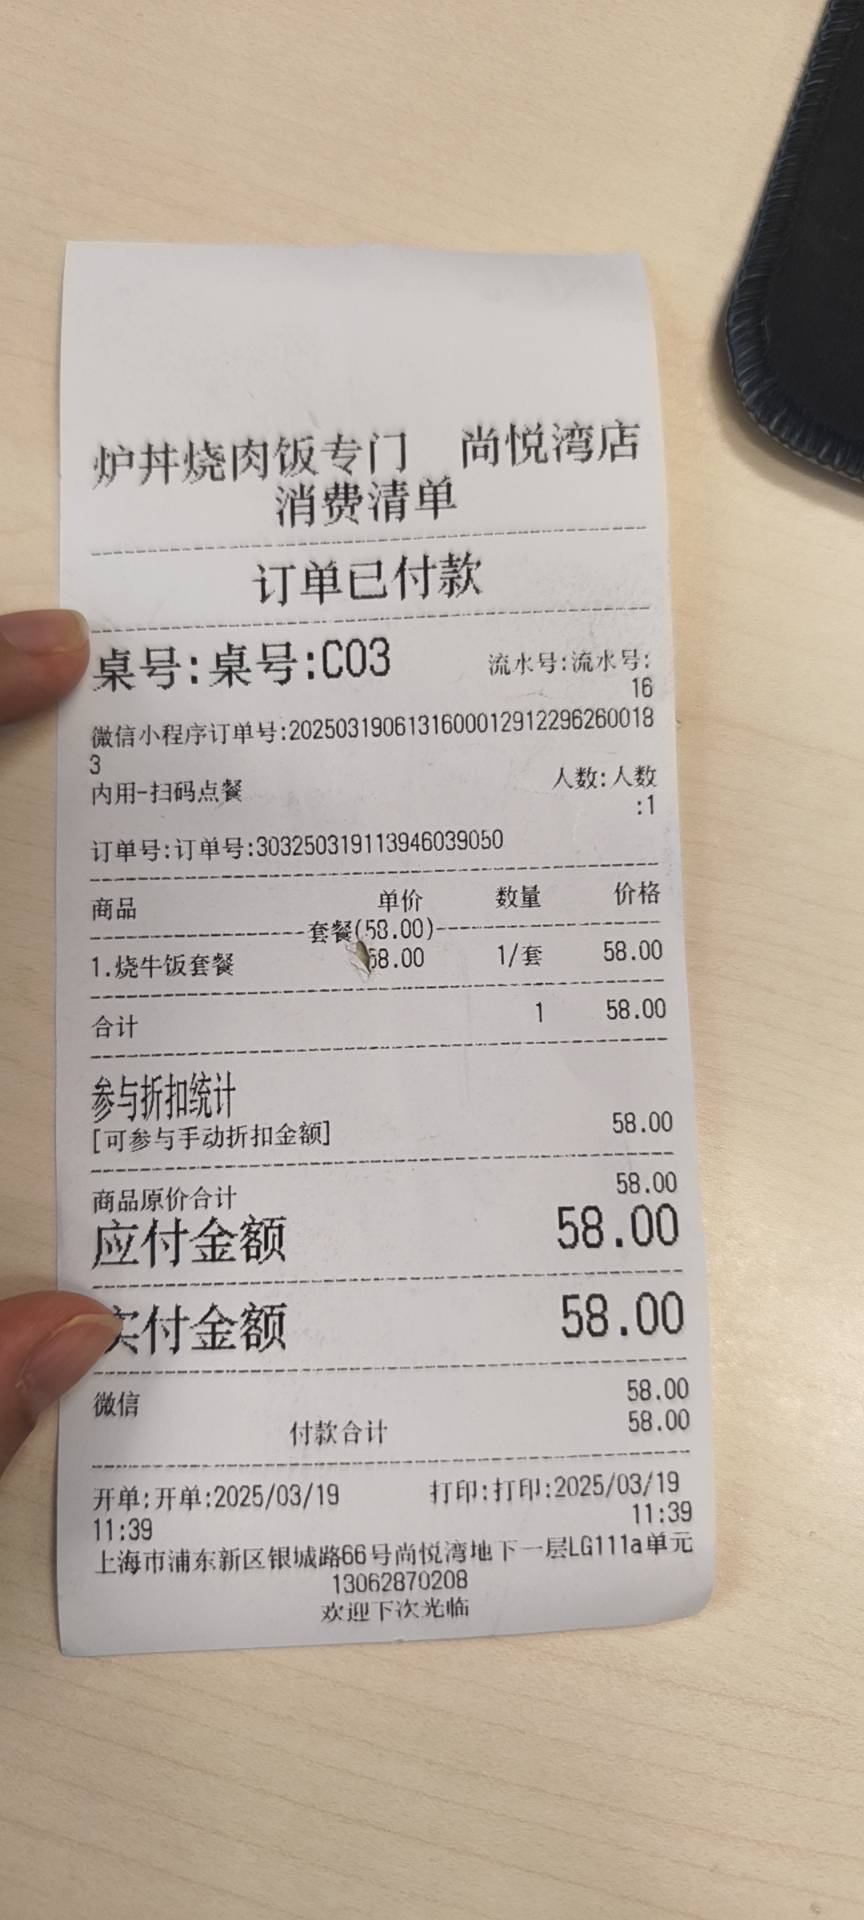 炉丼烧肉饭专门 尚悦湾店
消费清单
订单已付款
桌号:桌号:C03 流水号:流水号:
16
微信小程序订单号:2025031906131600012912296260018
3
内用-扫码点餐 人数:人数
:1
订单号:订单号:303250319113946039050
商品 单价 数量 价格
套餐(58.00)
1.烧牛饭套餐 58.00 1/套 58.00
合计 1 58.00
参与折扣统计
[可参与手动折扣金额] 58.00
商品原价合计 58.00
应付金额 58.00
实付金额 58.00
微信 58.00
付款合计 58.00
开单:开单:2025/03/19 打印:打印:2025/03/19
11:39 11:39
上海市浦东新区银城路66号尚悦湾地下一层LG111a单元
13062870208
欢迎下次光临